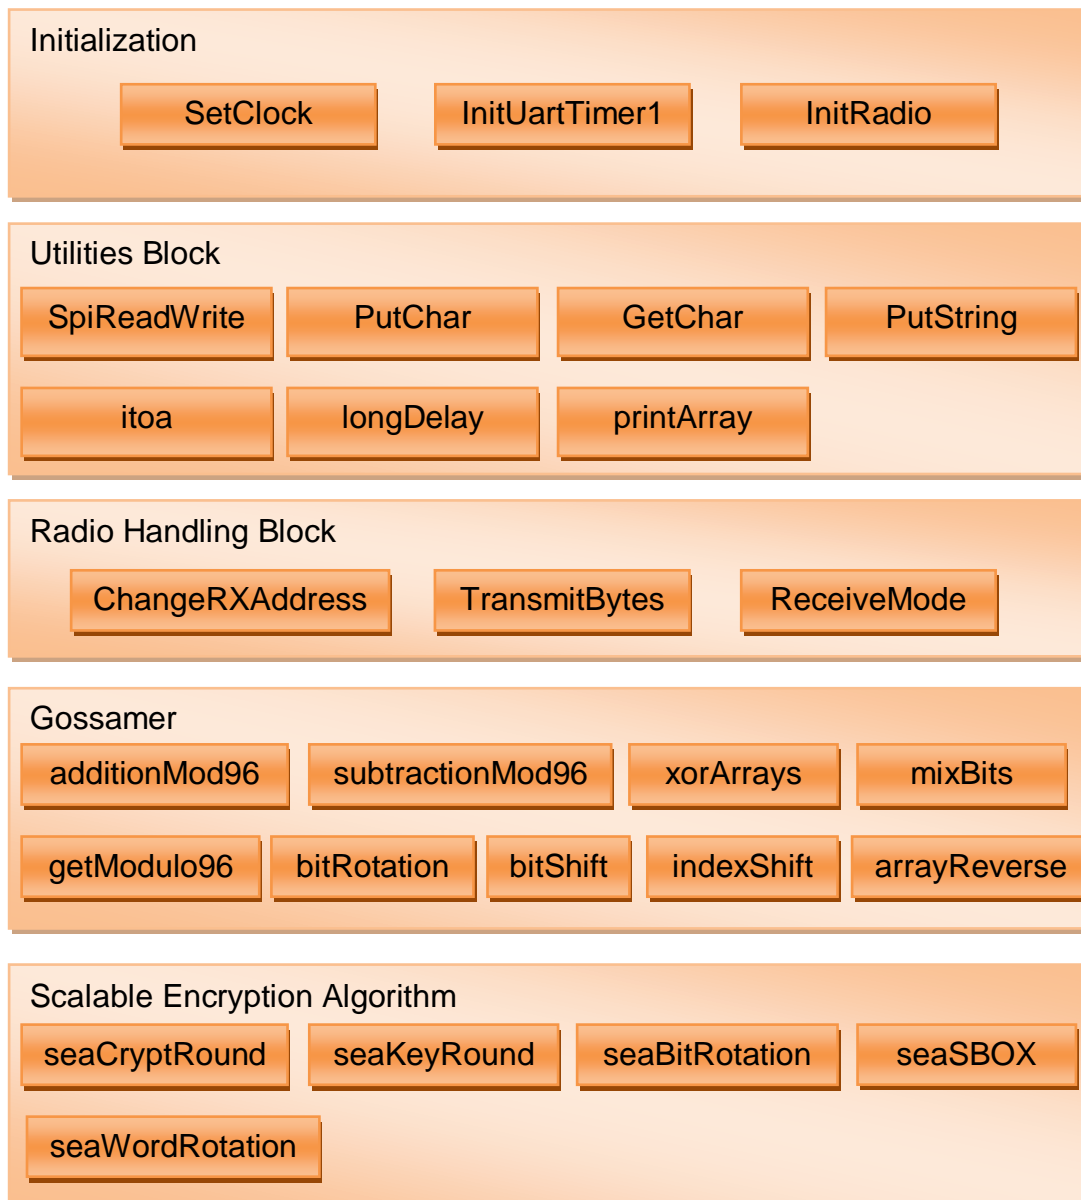 Initialization
SetClock InitUartTimer1 InitRadio
Utilities Block
SpiReadWrite PutChar GetChar PutString
itoa longDelay printArray
Radio Handling Block
ChangeRXAddress TransmitBytes ReceiveMode
Gossamer
additionMod96 subtractionMod96 xorArrays mixBits
getModulo96 bitRotation bitShift indexShift arrayReverse
Scalable Encryption Algorithm
seaCryptRound seaKeyRound seaBitRotation seaSBOX
seaWordRotation